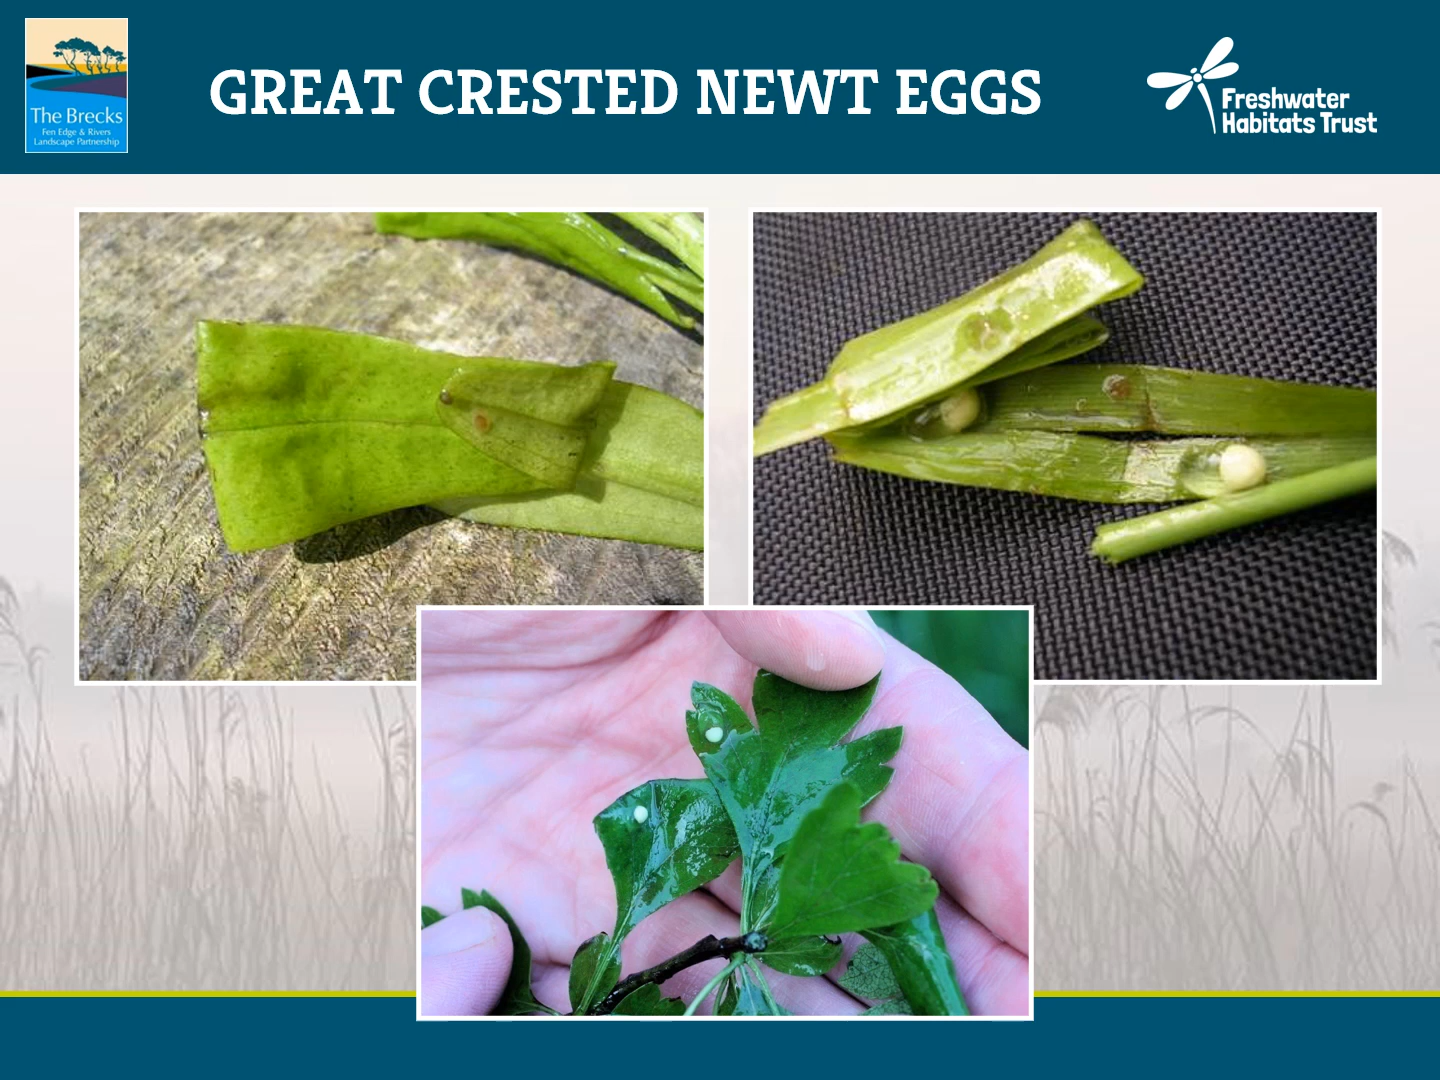 GREAT CRESTED NEWT EGGS
The Brecks
Fen Edge & Rivers
Landscape Partnership
Freshwater
Habitats Trust